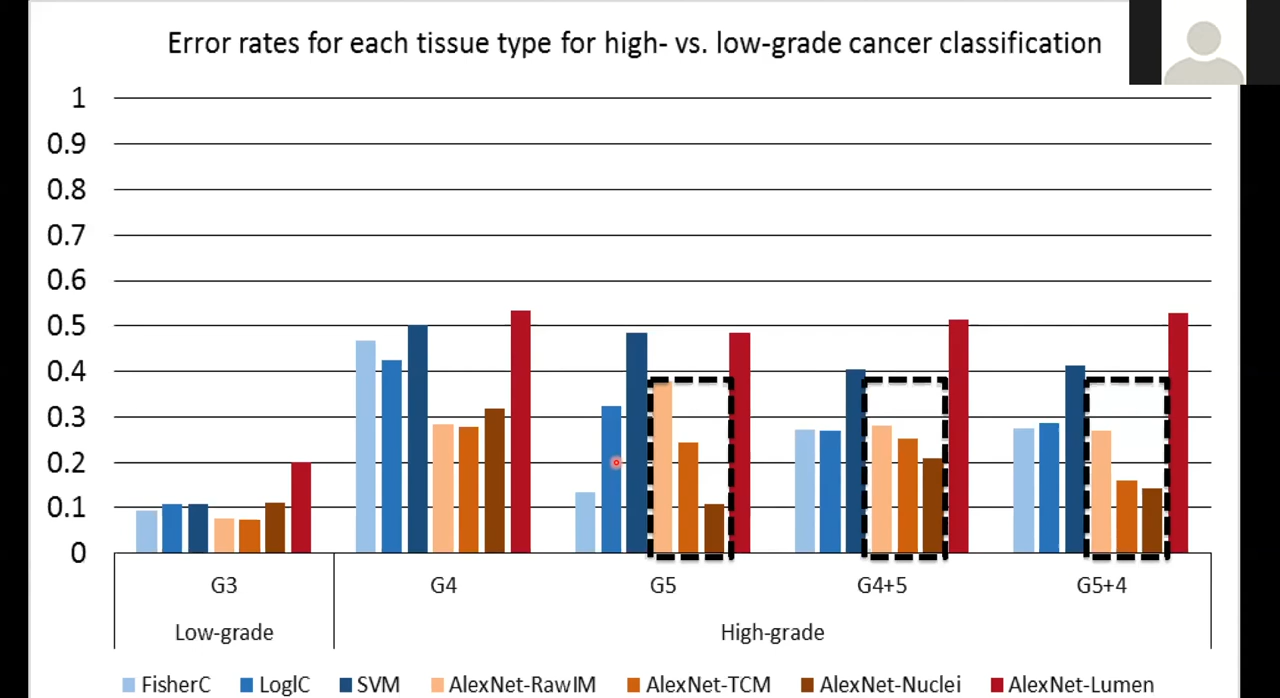 Error rates for each tissue type for high- vs. low-grade cancer classification
1
0.9
0.8
0.7
0.6
0.5
0.4
0.3
0.2
0.1
0
G3 G4 G5 G4+5 G5+4
Low-grade High-grade
FisherC LoglC SVM AlexNet-RawIM AlexNet-TCM AlexNet-Nuclei AlexNet-Lumen